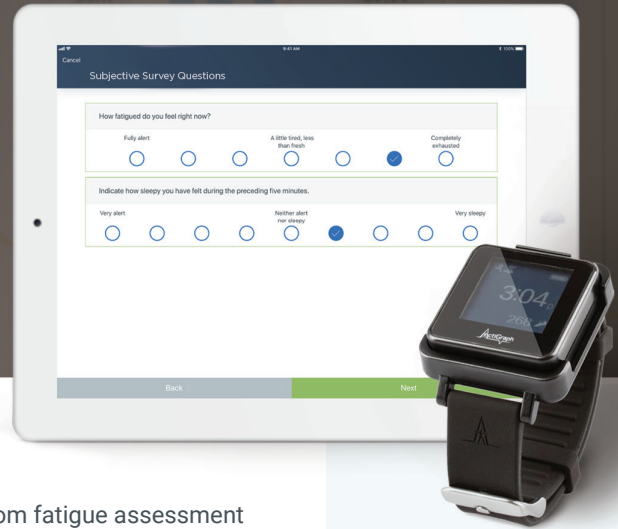 9:41 AM
100%
Cancel
Subjective Survey Questions
How fatigued do you feel right now?
Fully alert
A little tired, less
than fresh
Completely
exhausted
Indicate how sleepy you have felt during the preceding five minutes.
Very alert
Neither alert
nor sleepy
Very sleepy
3:04p
268
ActiGraph
Back
Next
om fatigue assessment